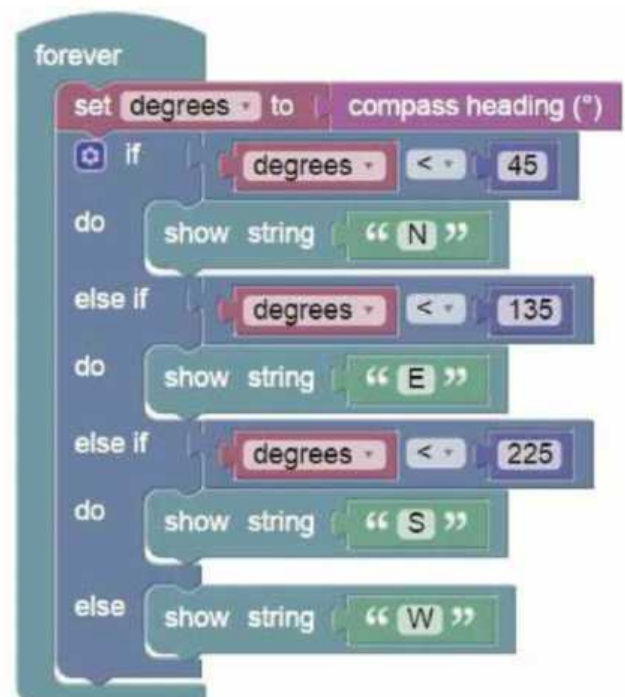 forever
set degrees to compass heading (°)
if degrees < 45
do show string “ N ”
else if degrees < 135
do show string “ E ”
else if degrees < 225
do show string “ S ”
else show string “ W ”